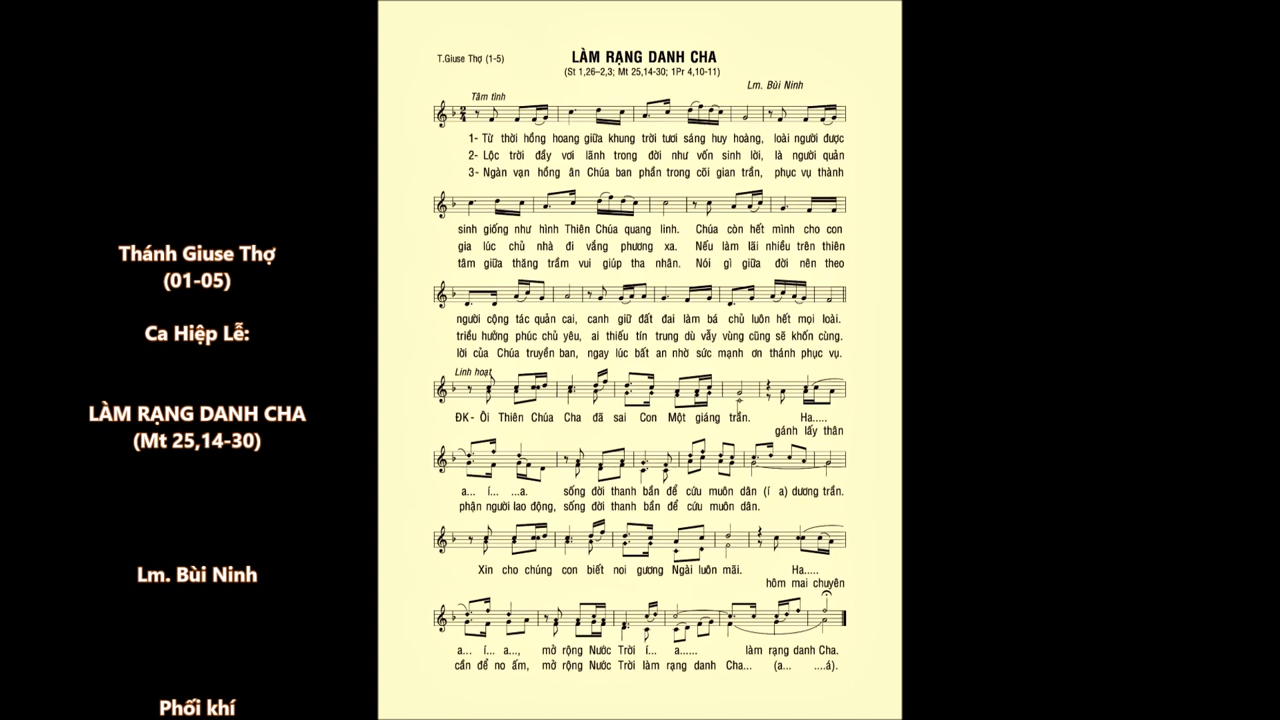 Thánh Giuse Thợ
(01-05)
Ca Hiệp Lễ:
LÀM RẠNG DANH CHA
(Mt 25,14-30)
Lm. Bùi Ninh
Phối khí
T.Giuse Thợ (1-5)
LÀM RẠNG DANH CHA
(St 1,26–2,3; Mt 25,14-30; 1Pr 4,10-11)
Lm. Bùi Ninh
Tâm tình
1- Từ thời hồng hoang giữa khung trời tươi sáng huy hoàng, loài người được
2- Lộc trời đầy vơi lãnh trong đời như vốn sinh lời, là người quản
3- Ngàn vạn hồng ân Chúa ban phần trong cõi gian trần, phục vụ thành
sinh giống như hình Thiên Chúa quang linh. Chúa còn hết mình cho con
gia lúc chủ nhà đi vắng phương xa. Nếu làm lãi nhiều trên thiên
tâm giữa thăng trầm vui giúp tha nhân. Nói gì giữa đời nên theo
người cộng tác quản cai, canh giữ đất đai làm bá chủ luôn hết mọi loài.
triều hưởng phúc chủ yêu, ai thiếu tín trung dù vẫy vùng cũng sẽ khốn cùng.
lời của Chúa truyền ban, ngay lúc bất an nhờ sức mạnh ơn thánh phục vụ.
Linh hoạt
ĐK- Ôi Thiên Chúa Cha đã sai Con Một giáng trần. Ha.....
gánh lấy thân
a... í... ...a. sống đời thanh bần để cứu muôn dân (í a) dương trần.
phận người lao động, sống đời thanh bần để cứu muôn dân.
Xin cho chúng con biết noi gương Ngài luôn mãi. Ha.....
hôm mai chuyên
a... í... a..., mở rộng Nước Trời í... a...... làm rạng danh Cha.
cần để no ấm, mở rộng Nước Trời làm rạng danh Cha... (a... ....á).